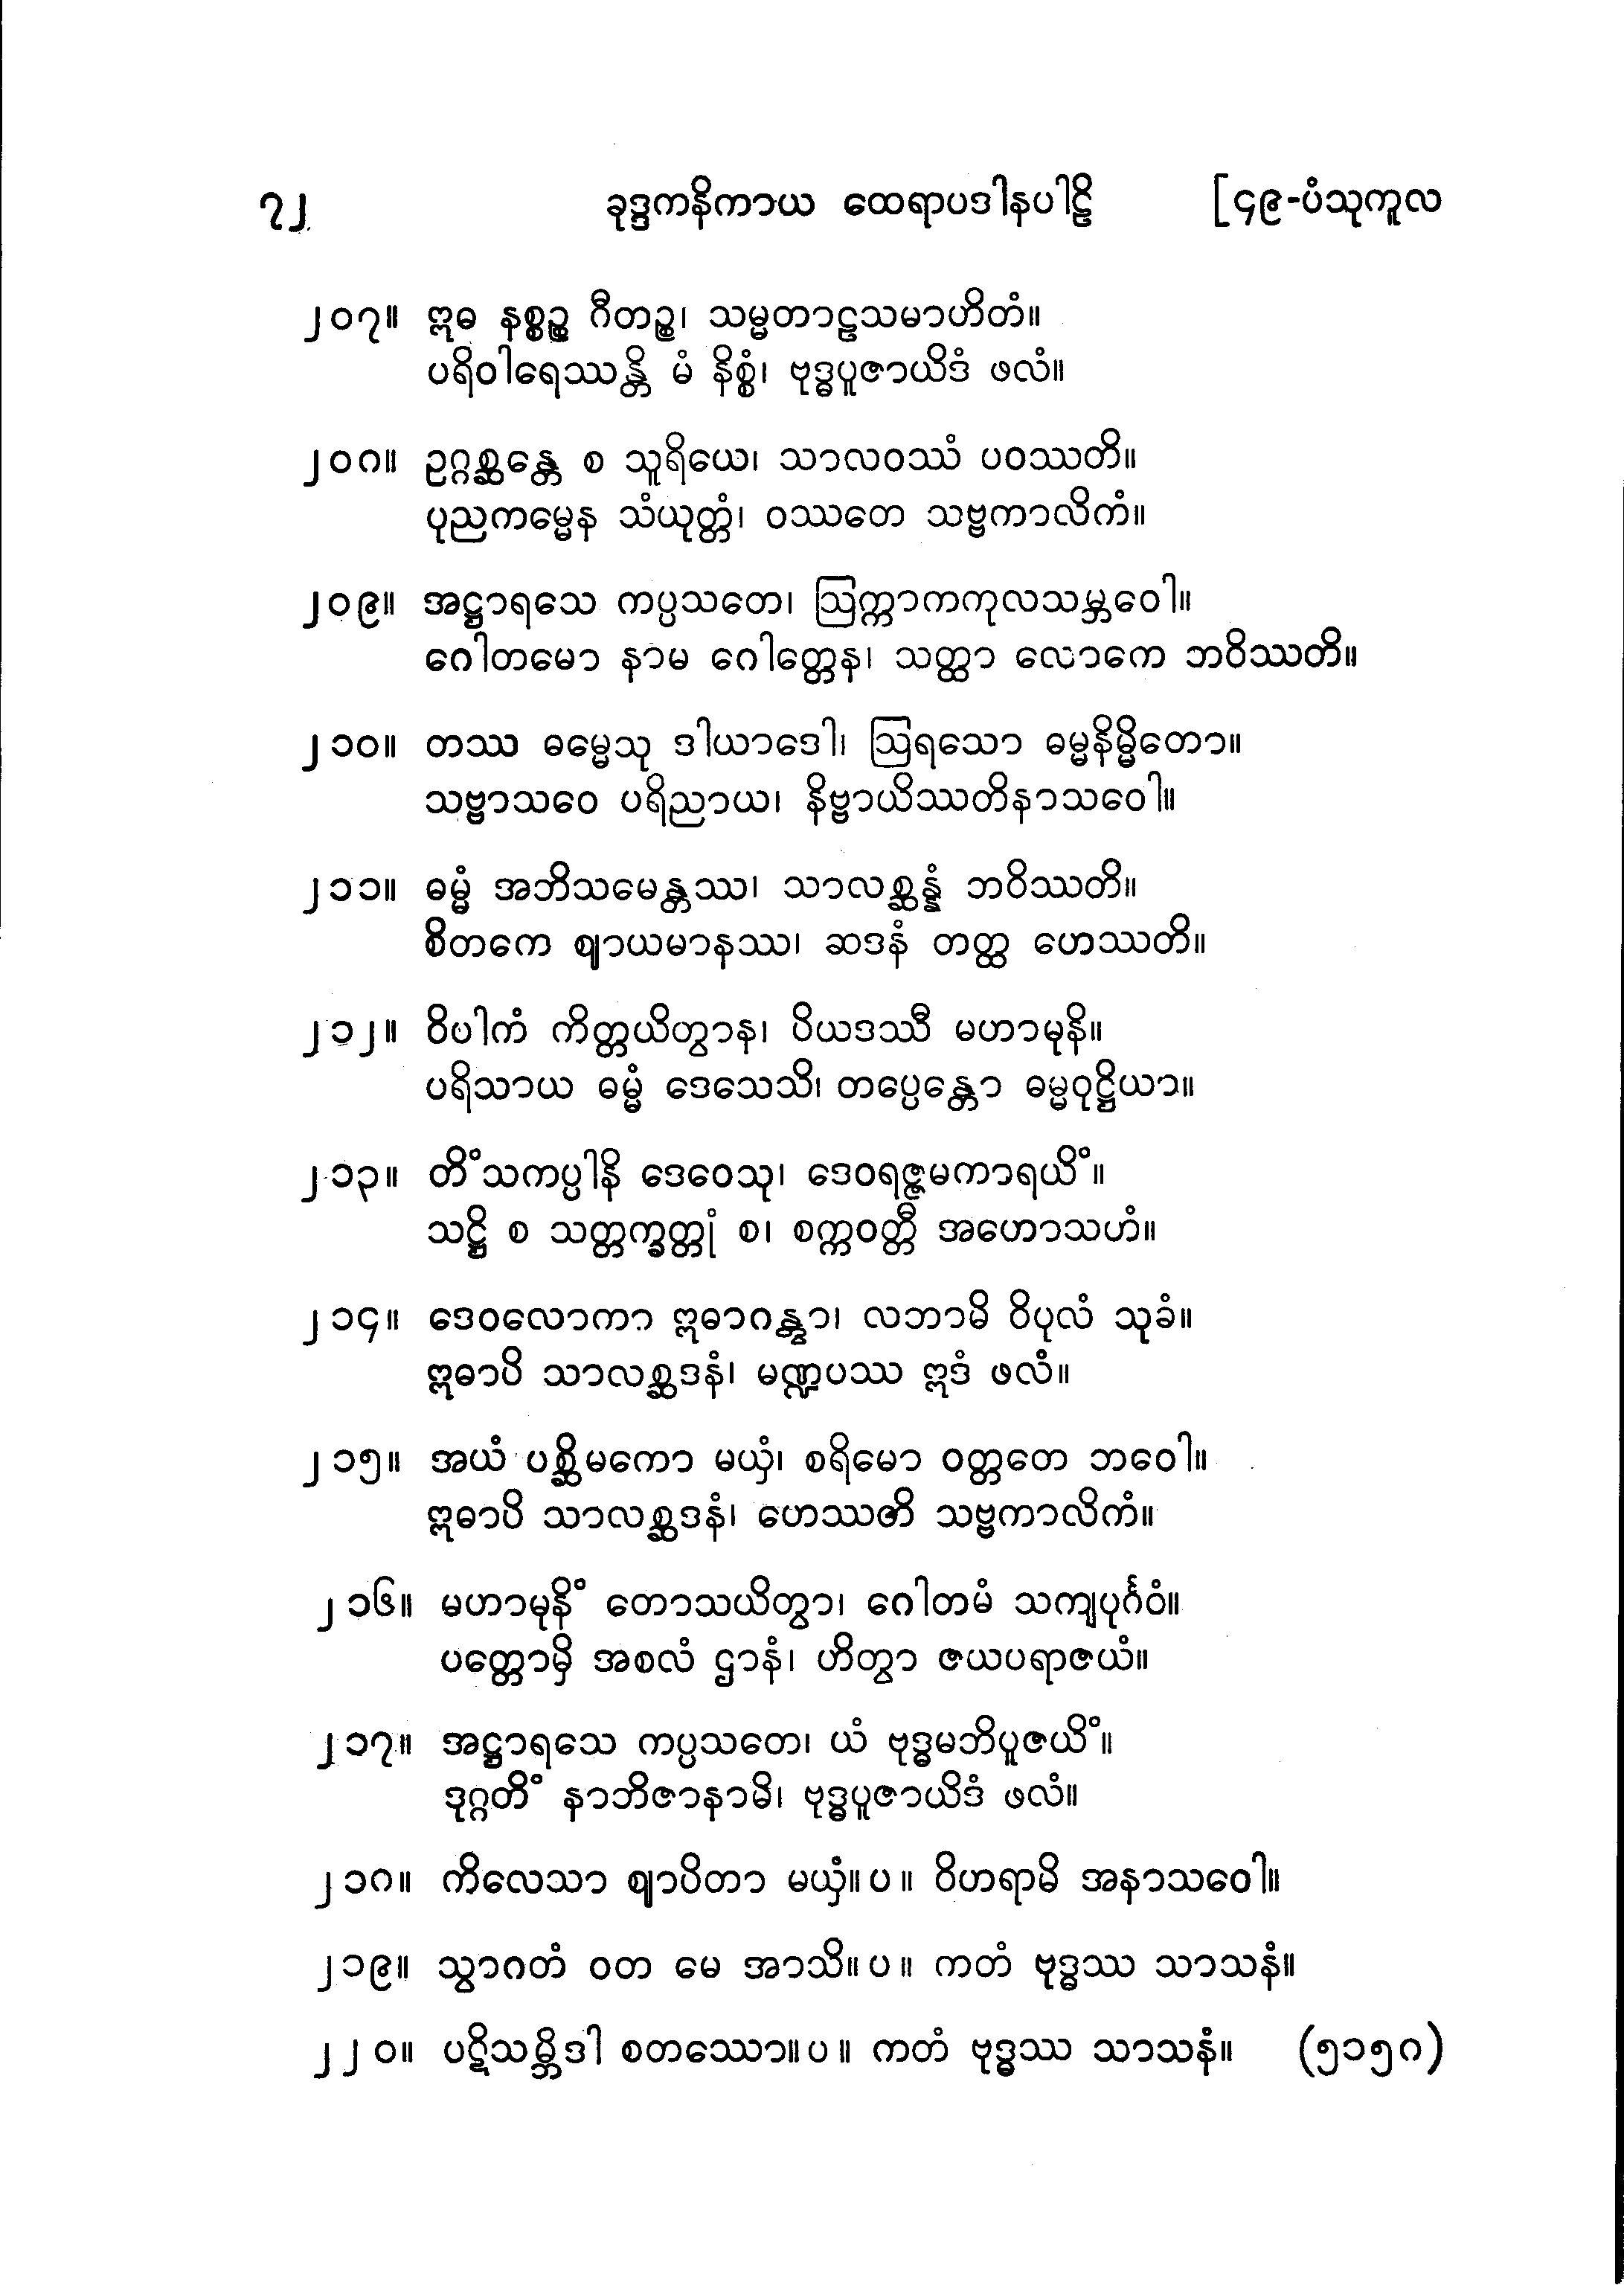 ၇၂ ခုဒ္ဒကနိကာယ ထေရာပဒါနပါဠိ [၄၉-ပံသုကူလ
၂၀၇။ ဣဓ နစ္စဉ္စ ဂီတဉ္စ၊ သမ္မတာဠသမာဟိတံ။
ပရိဝါရေဿန္တိ မံ နိစ္စံ၊ ဗုဒ္ဓပူဇာယိဒံ ဖလံ။
၂၀၈။ ဥဂ္ဂစ္ဆန္တေ စ သူရိယေ၊ သာလဝဿံ ပဝဿတိ။
ပုညကမ္မေန သံယုတ္တံ၊ ဝဿတေ သဗ္ဗကာလိကံ။
၂၀၉။ အဋ္ဌာရသေ ကပ္ပသတေ၊ ဩက္ကာကကုလသမ္ဘဝေါ။
ဂေါတမော နာမ ဂေါတ္တေန၊ သတ္ထာ လောကေ ဘဝိဿတိ။
၂၁၀။ တဿ ဓမ္မေသု ဒါယာဒေါ၊ ဩရသော ဓမ္မနိမ္မိတော။
သဗ္ဗာသဝေ ပရိညာယ၊ နိဗ္ဗာယိဿတိနာသဝေါ။
၂၁၁။ ဓမ္မံ အဘိသမေန္တဿ၊ သာလစ္ဆန္နံ ဘဝိဿတိ။
စိတကေ ဈာယမာနဿ၊ ဆဒနံ တတ္ထ ဟေဿတိ။
၂၁၂။ ဝိပါကံ ကိတ္တယိတွာန၊ ပိယဒဿီ မဟာမုနိ။
ပရိသာယ ဓမ္မံ ဒေသေသိ၊ တပ္ပေန္တော ဓမ္မဝုဋ္ဌိယာ။
၂၁၃။ တိံသကပ္ပါနိ ဒေဝေသု၊ ဒေဝရဇ္ဇမကာရယိံ။
သဋ္ဌိ စ သတ္တက္ခတ္တုံ စ၊ စက္ကဝတ္တီ အဟောသဟံ။
၂၁၄။ ဒေဝလောကာ ဣဓာဂန္တွာ၊ လဘာမိ ဝိပုလံ သုခံ။
ဣဓာပိ သာလစ္ဆဒနံ၊ မဏ္ဍပဿ ဣဒံ ဖလံ။
၂၁၅။ အယံ ပစ္ဆိမကော မယှံ၊ စရိမော ဝတ္တတေ ဘဝေါ။
ဣဓာပိ သာလစ္ဆဒနံ၊ ဟေဿတိ သဗ္ဗကာလိကံ။
၂၁၆။ မဟာမုနိံ တောသယိတွာ၊ ဂေါတမံ သကျပုင်္ဂဝံ။
ပတ္တောမှိ အစလံ ဌာနံ၊ ဟိတွာ ဇယပရာဇယံ။
၂၁၇။ အဋ္ဌာရသေ ကပ္ပသတေ၊ ယံ ဗုဒ္ဓမဘိပူဇယိံ။
ဒုဂ္ဂတိံ နာဘိဇာနာမိ၊ ဗုဒ္ဓပူဇာယိဒံ ဖလံ။
၂၁၈။ ကိလေသာ ဈာပိတာ မယှံ။ပ။ ဝိဟရာမိ အနာသဝေါ။
၂၁၉။ သွာဂတံ ဝတ မေ အာသိ။ပ။ ကတံ ဗုဒ္ဓဿ သာသနံ။
၂၂၀။ ပဋိသမ္ဘိဒါ စတဿော။ပ။ ကတံ ဗုဒ္ဓဿ သာသနံ။ (၅၁၅၈)